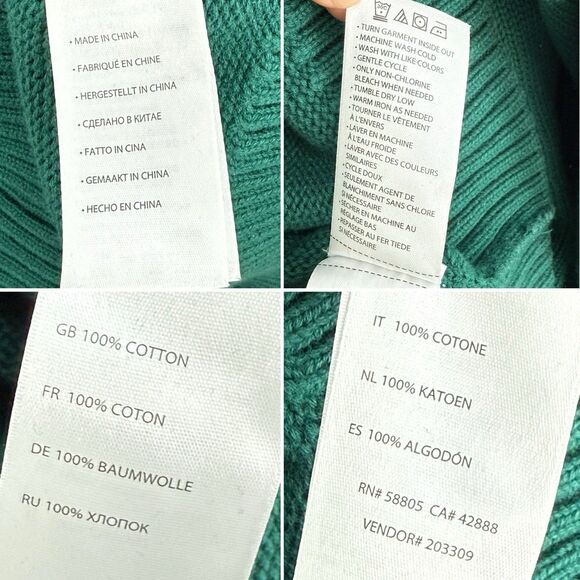 • MADE IN CHINA
• FABRIQUÉ EN CHINE
• HERGESTELLT IN CHINA
• СДЕЛАНО В КИТАЕ
• FATTO IN CINA
• GEMAAKT IN CHINA
• HECHO EN CHINA
• TURN GARMENT INSIDE OUT
• MACHINE WASH COLD
• WASH WITH LIKE COLORS
• GENTLE CYCLE
• ONLY NON-CHLORINE
BLEACH WHEN NEEDED
• TUMBLE DRY LOW
• WARM IRON AS NEEDED
• TOURNER LE VÊTEMENT
À L'ENVERS
• LAVER EN MACHINE
À L'EAU FROIDE
• LAVER AVEC DES COULEURS
SIMILAIRES
• CYCLE DOUX
• SEULEMENT AGENT DE
BLANCHIMENT SANS CHLORE
SI NÉCESSAIRE
• SÉCHER EN MACHINE AU
RÉGLAGE BAS
• REPASSER AU FER TIEDE
SI NÉCESSAIRE
GB 100% COTTON
FR 100% COTON
DE 100% BAUMWOLLE
RU 100% ХЛОПОК
IT 100% COTONE
NL 100% KATOEN
ES 100% ALGODÓN
RN# 58805 CA# 42888
VENDOR# 203309